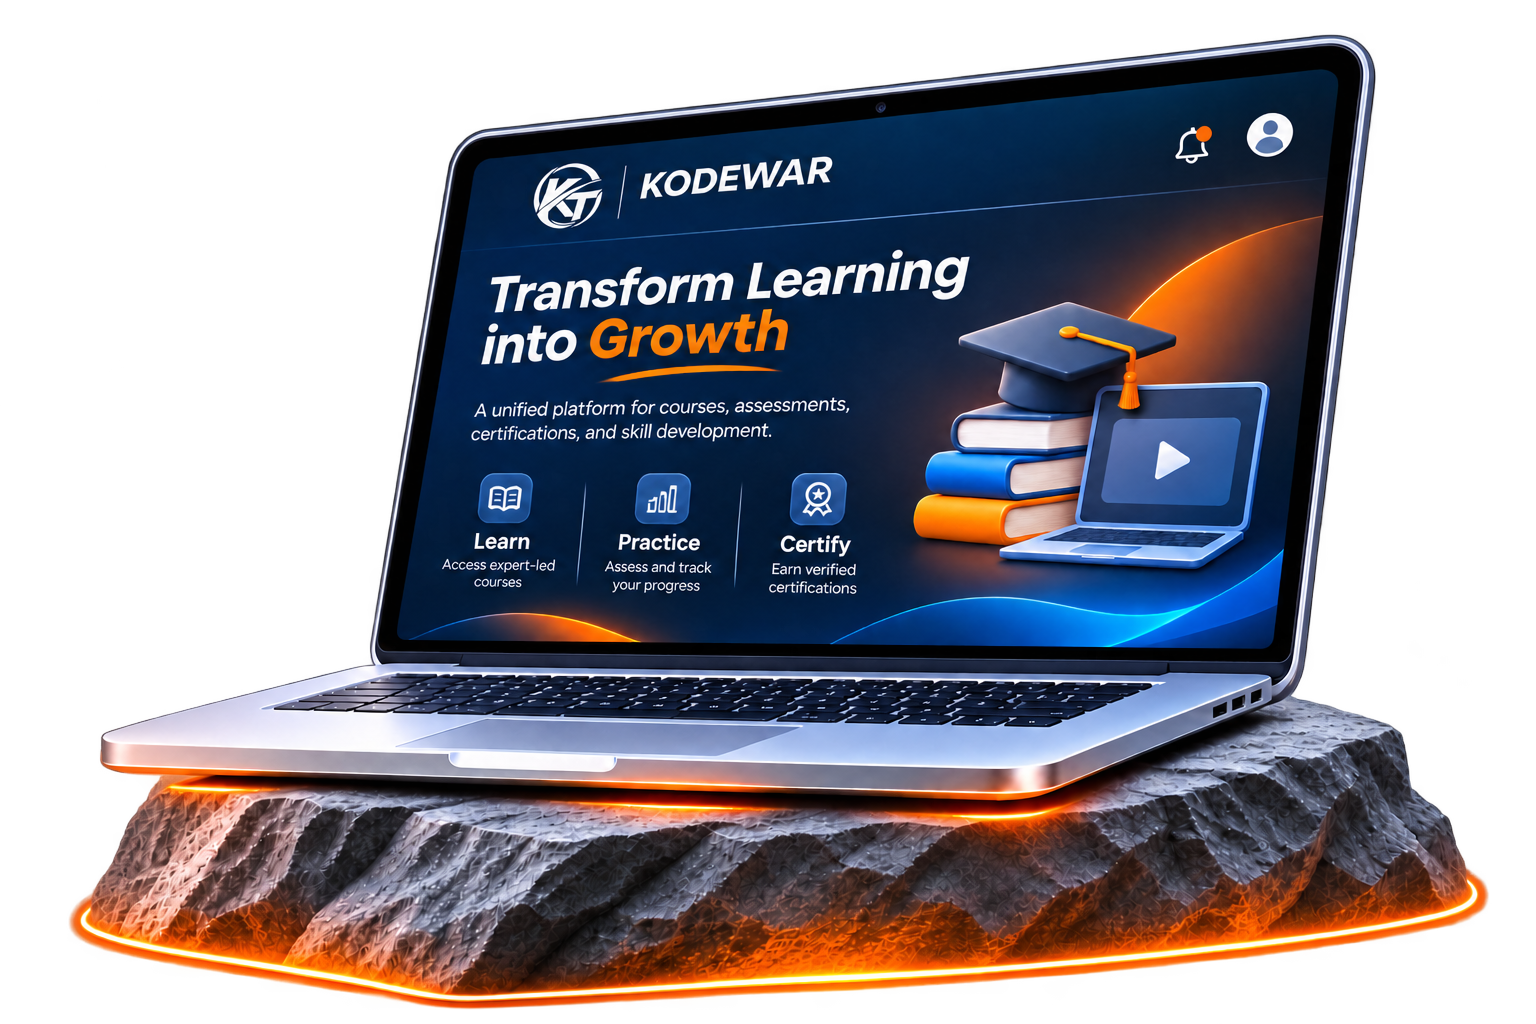 KT
KODEWAR
Transform Learning
into Growth
A unified platform for courses, assessments,
certifications, and skill development.
Learn
Access expert-led
courses
Practice
Assess and track
your progress
Certify
Earn verified
certifications